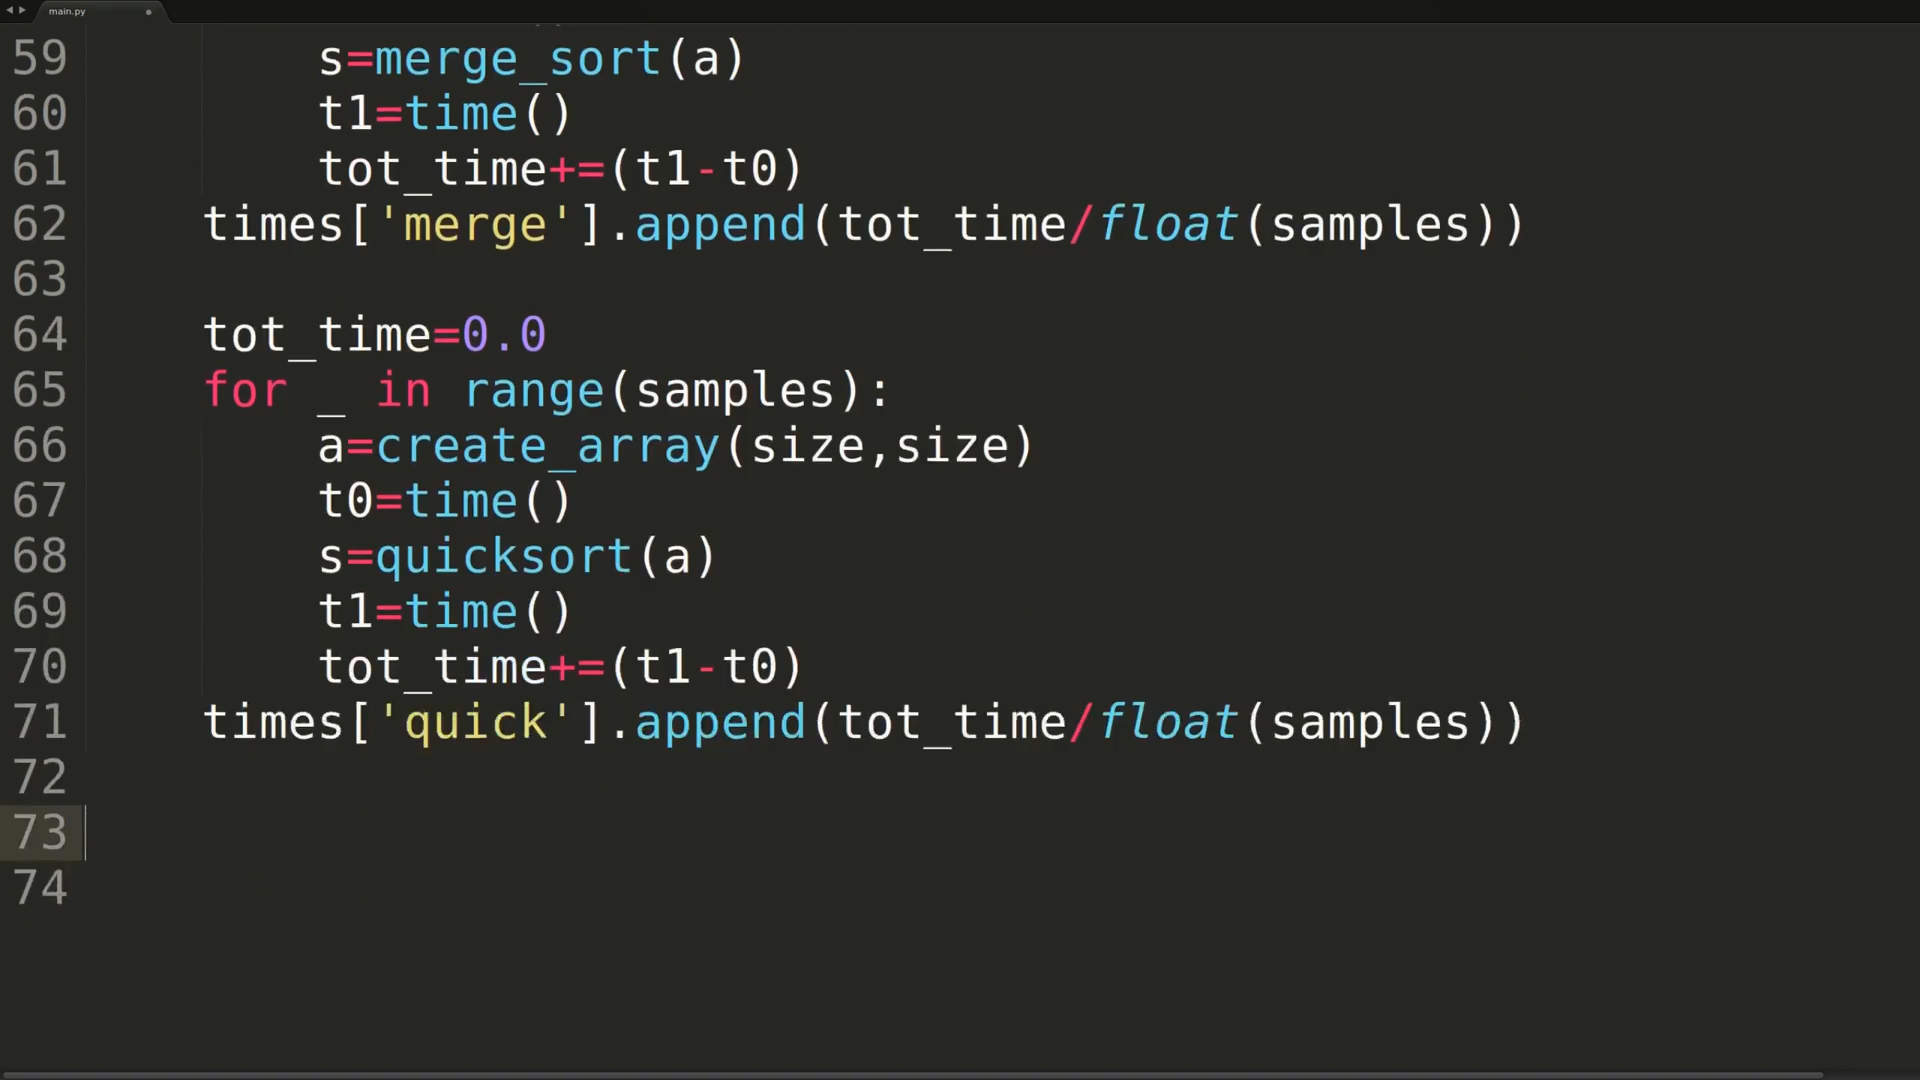 main.py
59 s=merge_sort(a)
60 t1=time()
61 tot_time+=(t1-t0)
62 times['merge'].append(tot_time/float(samples))
63
64 tot_time=0.0
65 for _ in range(samples):
66 a=create_array(size,size)
67 t0=time()
68 s=quicksort(a)
69 t1=time()
70 tot_time+=(t1-t0)
71 times['quick'].append(tot_time/float(samples))
72
73
74